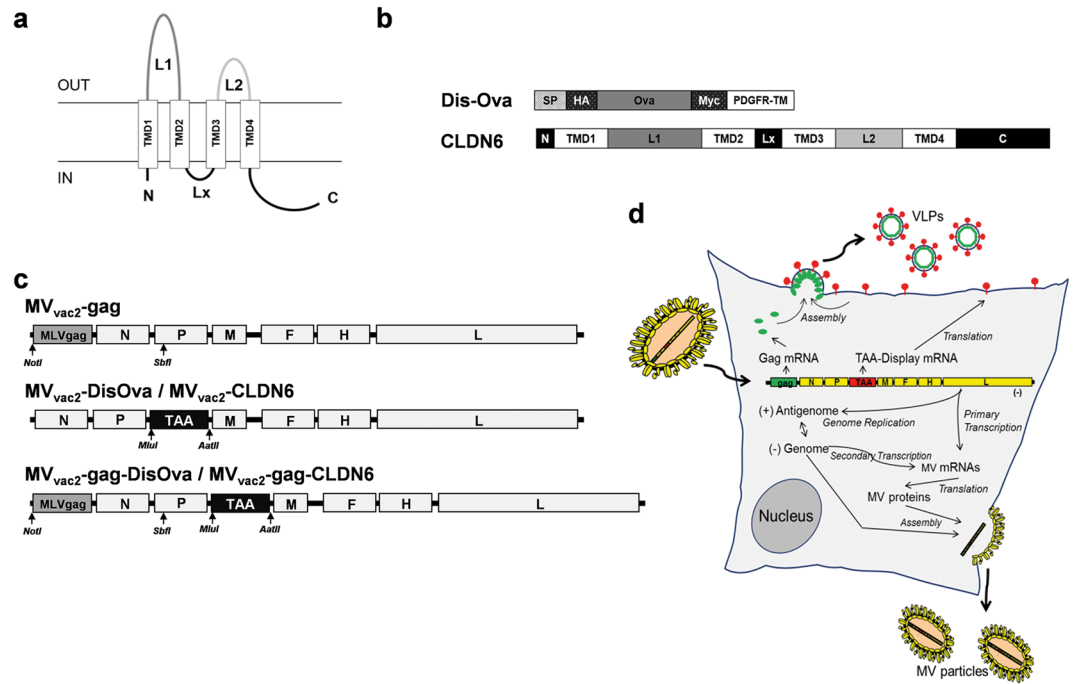 a
OUT
L1
L2
TMD1
TMD2
TMD3
TMD4
IN
N
Lx
C
b
Dis-Ova
SP HA Ova Myc PDGFR-TM
CLDN6
N TMD1 L1 TMD2 Lx TMD3 L2 TMD4 C
c
MVvac2-gag
MLVgag N P M F H L
NotI SbfI
MVvac2-DisOva / MVvac2-CLDN6
N P TAA M F H L
MluI AatII
MVvac2-gag-DisOva / MVvac2-gag-CLDN6
MLVgag N P TAA M F H L
NotI SbfI MluI AatII
d
VLPs
Assembly
Translation
Gag mRNA TAA-Display mRNA
gag N P TAA M F H L
(-)
(+) Antigenome
Genome Replication
Primary
Transcription
(-) Genome
Secondary Transcription
MV mRNAs
Translation
MV proteins
Assembly
Nucleus
MV particles